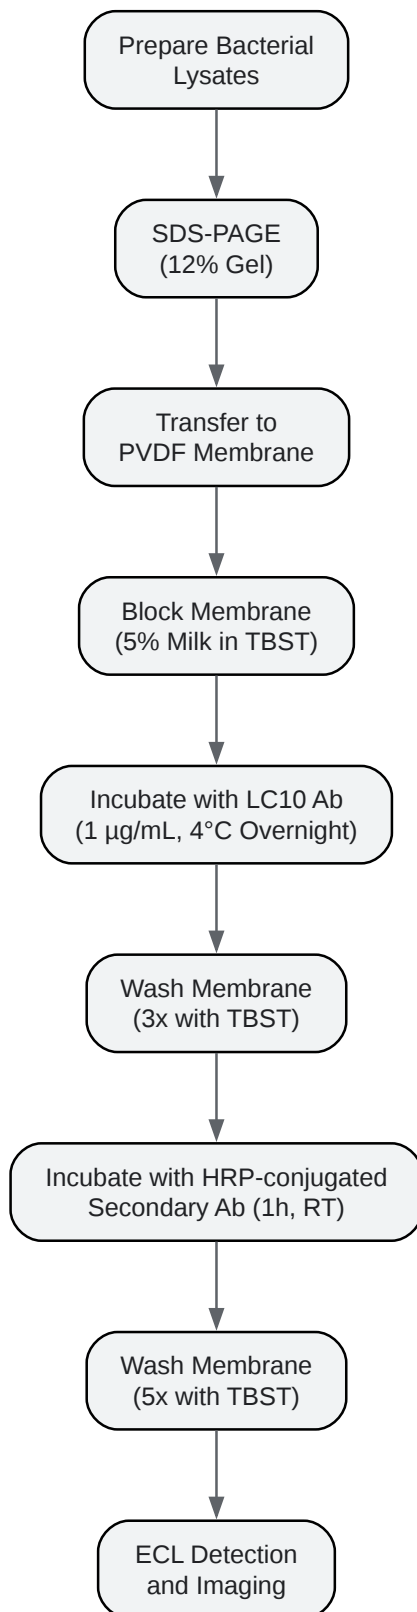 Prepare Bacterial
Lysates
SDS-PAGE
(12% Gel)
Transfer to
PVDF Membrane
Block Membrane
(5% Milk in TBST)
Incubate with LC10 Ab
(1 µg/mL, 4°C Overnight)
Wash Membrane
(3x with TBST)
Incubate with HRP-conjugated
Secondary Ab (1h, RT)
Wash Membrane
(5x with TBST)
ECL Detection
and Imaging